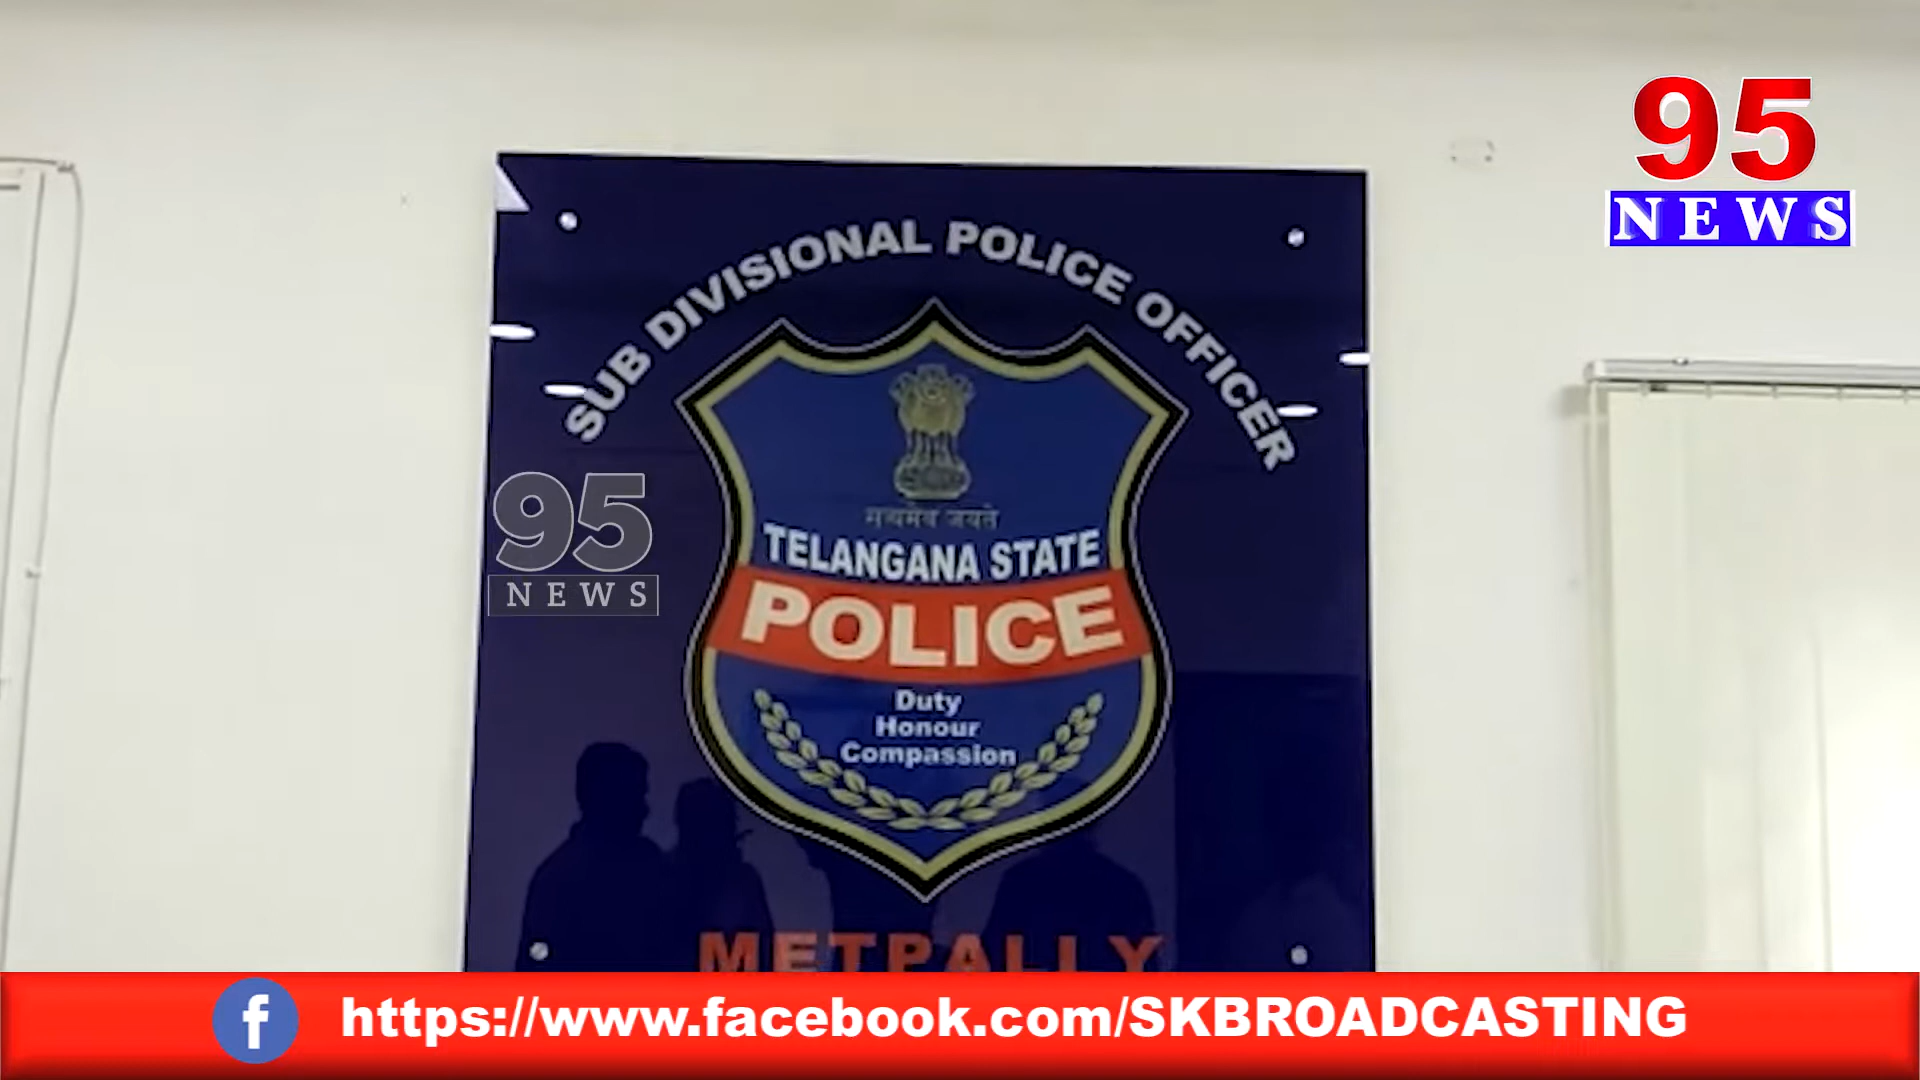 95
NEWS
SUB DIVISIONAL POLICE OFFICER
सत्यमेव जयते
TELANGANA STATE
POLICE
95
NEWS
Duty
Honour
Compassion
METPALLY
https://www.facebook.com/SKBROADCASTING